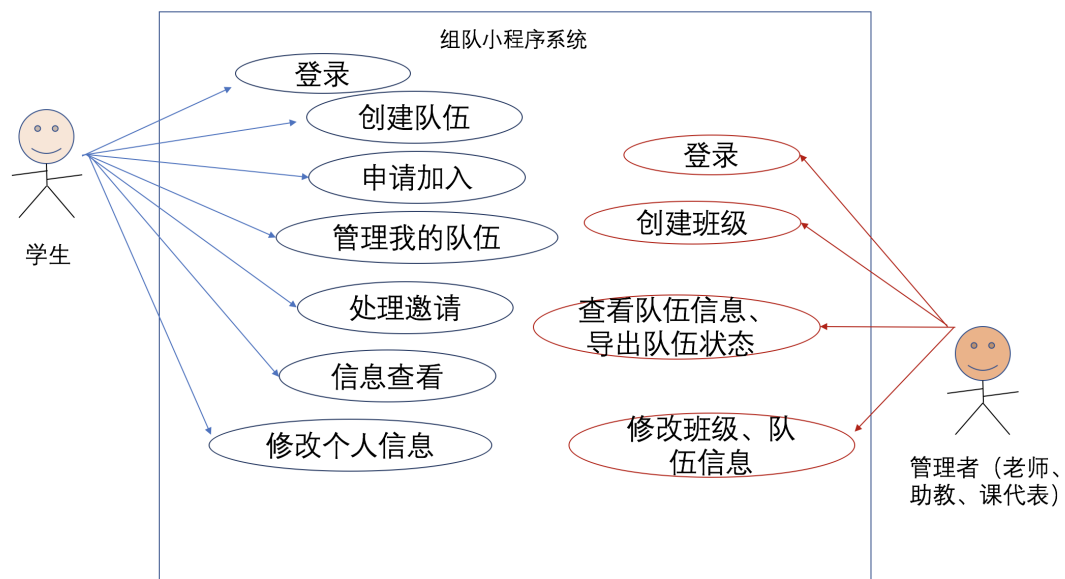 组队小程序系统
登录
创建队伍
申请加入
管理我的队伍
处理邀请
信息查看
修改个人信息
学生
登录
创建班级
查看队伍信息、
导出队伍状态
修改班级、队
伍信息
管理者（老师、
助教、课代表）